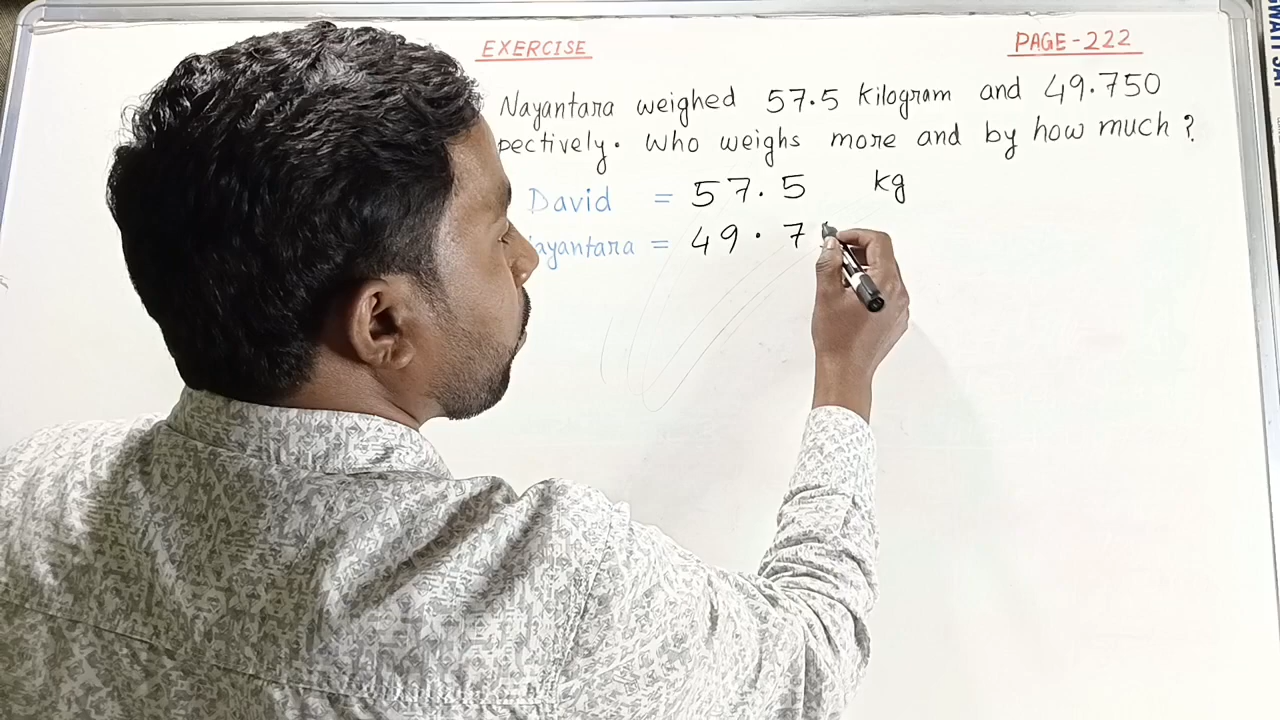 EXERCISE
PAGE-222
Nayantara weighed 57.5 kilogram and 49.750
pectively. Who weighs more and by how much ?
David = 57.5 kg
ayantara = 49.7